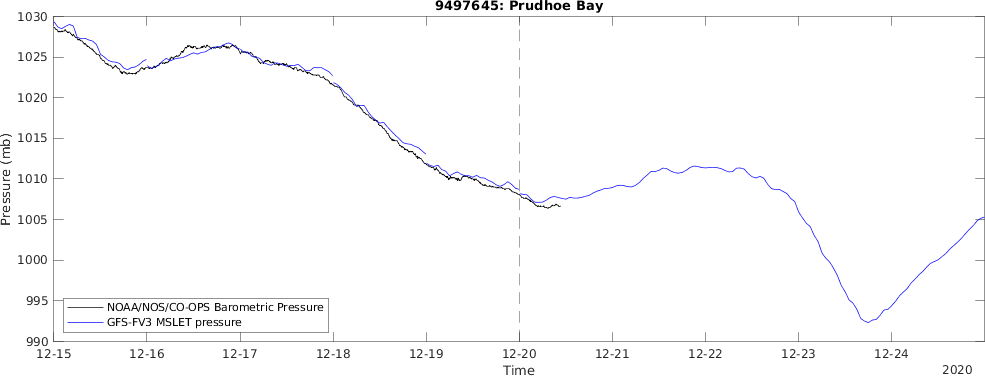 9497645: Prudhoe Bay
Pressure (mb)
1030
1025
1020
1015
1010
1005
1000
995
990
NOAA/NOS/CO-OPS Barometric Pressure
GFS-FV3 MSLET pressure
12-15 12-16 12-17 12-18 12-19 12-20 12-21 12-22 12-23 12-24
Time
2020